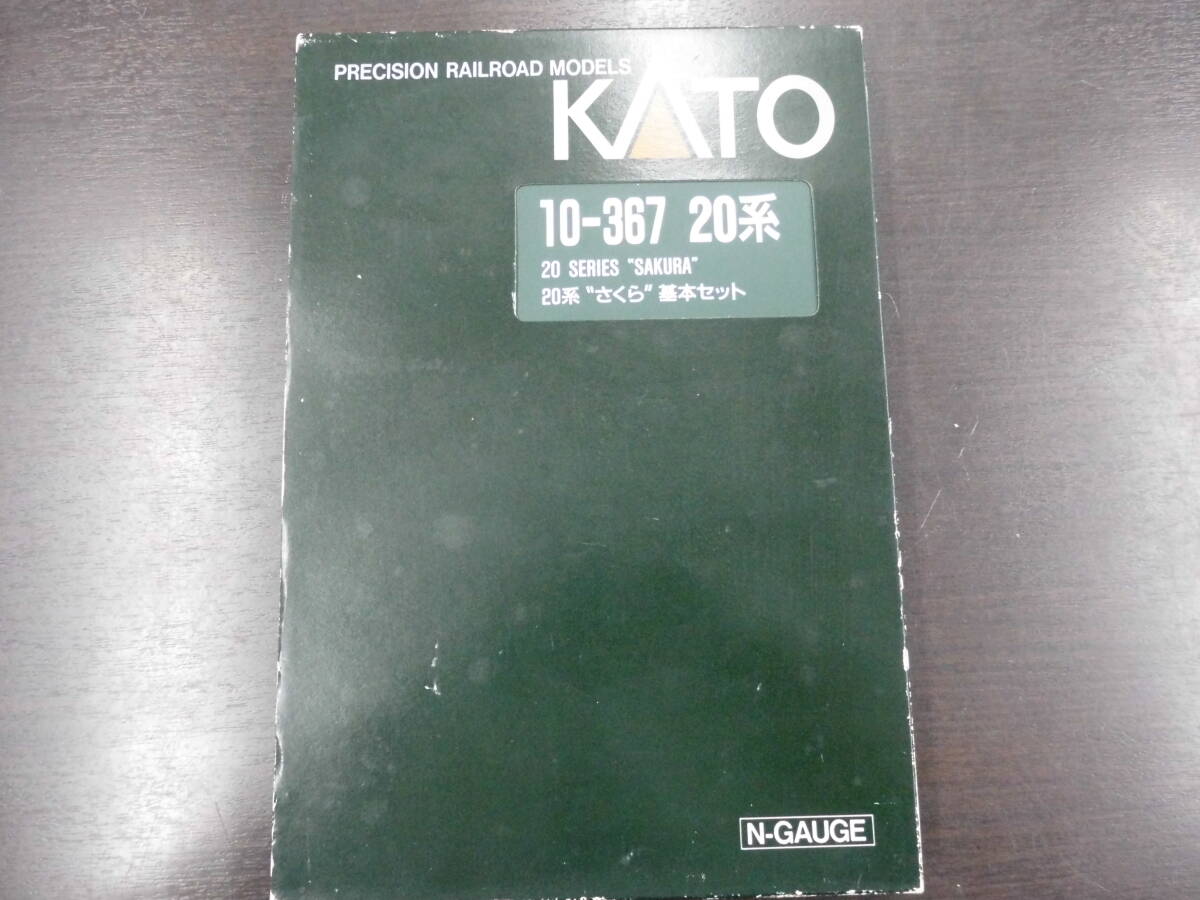 PRECISION RAILROAD MODELS
KATO
10-367 20系
20 SERIES "SAKURA"
20系 "さくら" 基本セット
N-GAUGE